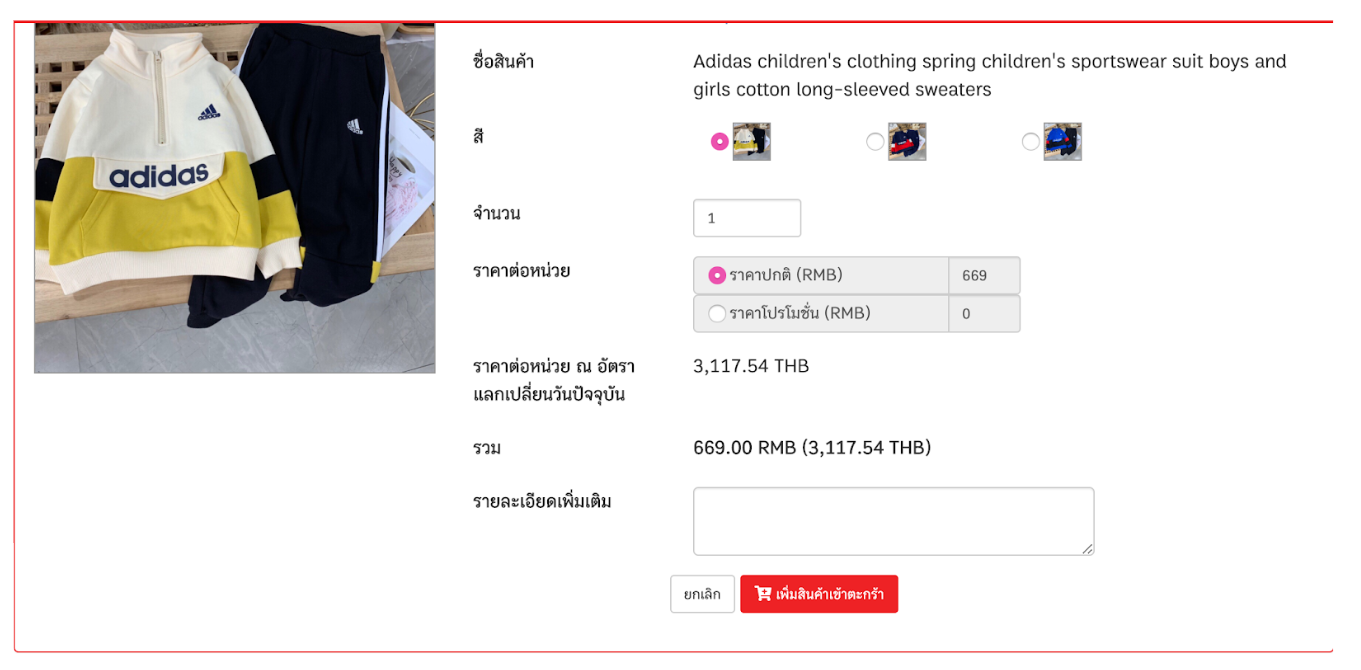 adidas
adidas
adidas
ชื่อสินค้า
Adidas children's clothing spring children's sportswear suit boys and
girls cotton long-sleeved sweaters
สี
จำนวน
1
ราคาต่อหน่วย
ราคาปกติ (RMB) 669
ราคาโปรโมชั่น (RMB) 0
ราคาต่อหน่วย ณ อัตรา
แลกเปลี่ยนวันปัจจุบัน
3,117.54 THB
รวม
669.00 RMB (3,117.54 THB)
รายละเอียดเพิ่มเติม
ยกเลิก
เพิ่มสินค้าเข้าตะกร้า